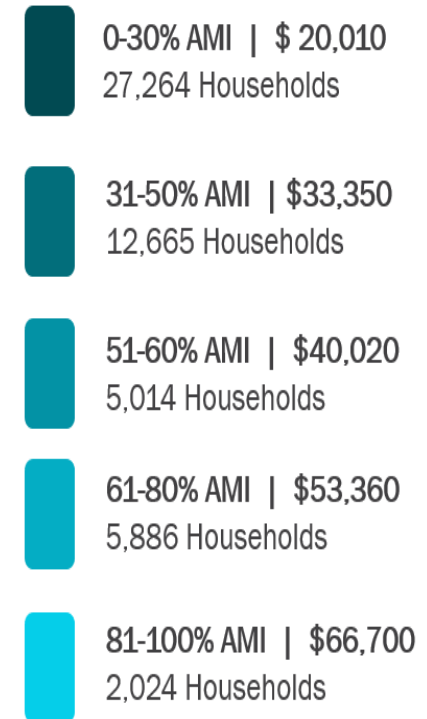 0-30% AMI | $ 20,010
27,264 Households
31-50% AMI | $33,350
12,665 Households
51-60% AMI | $40,020
5,014 Households
61-80% AMI | $53,360
5,886 Households
81-100% AMI | $66,700
2,024 Households